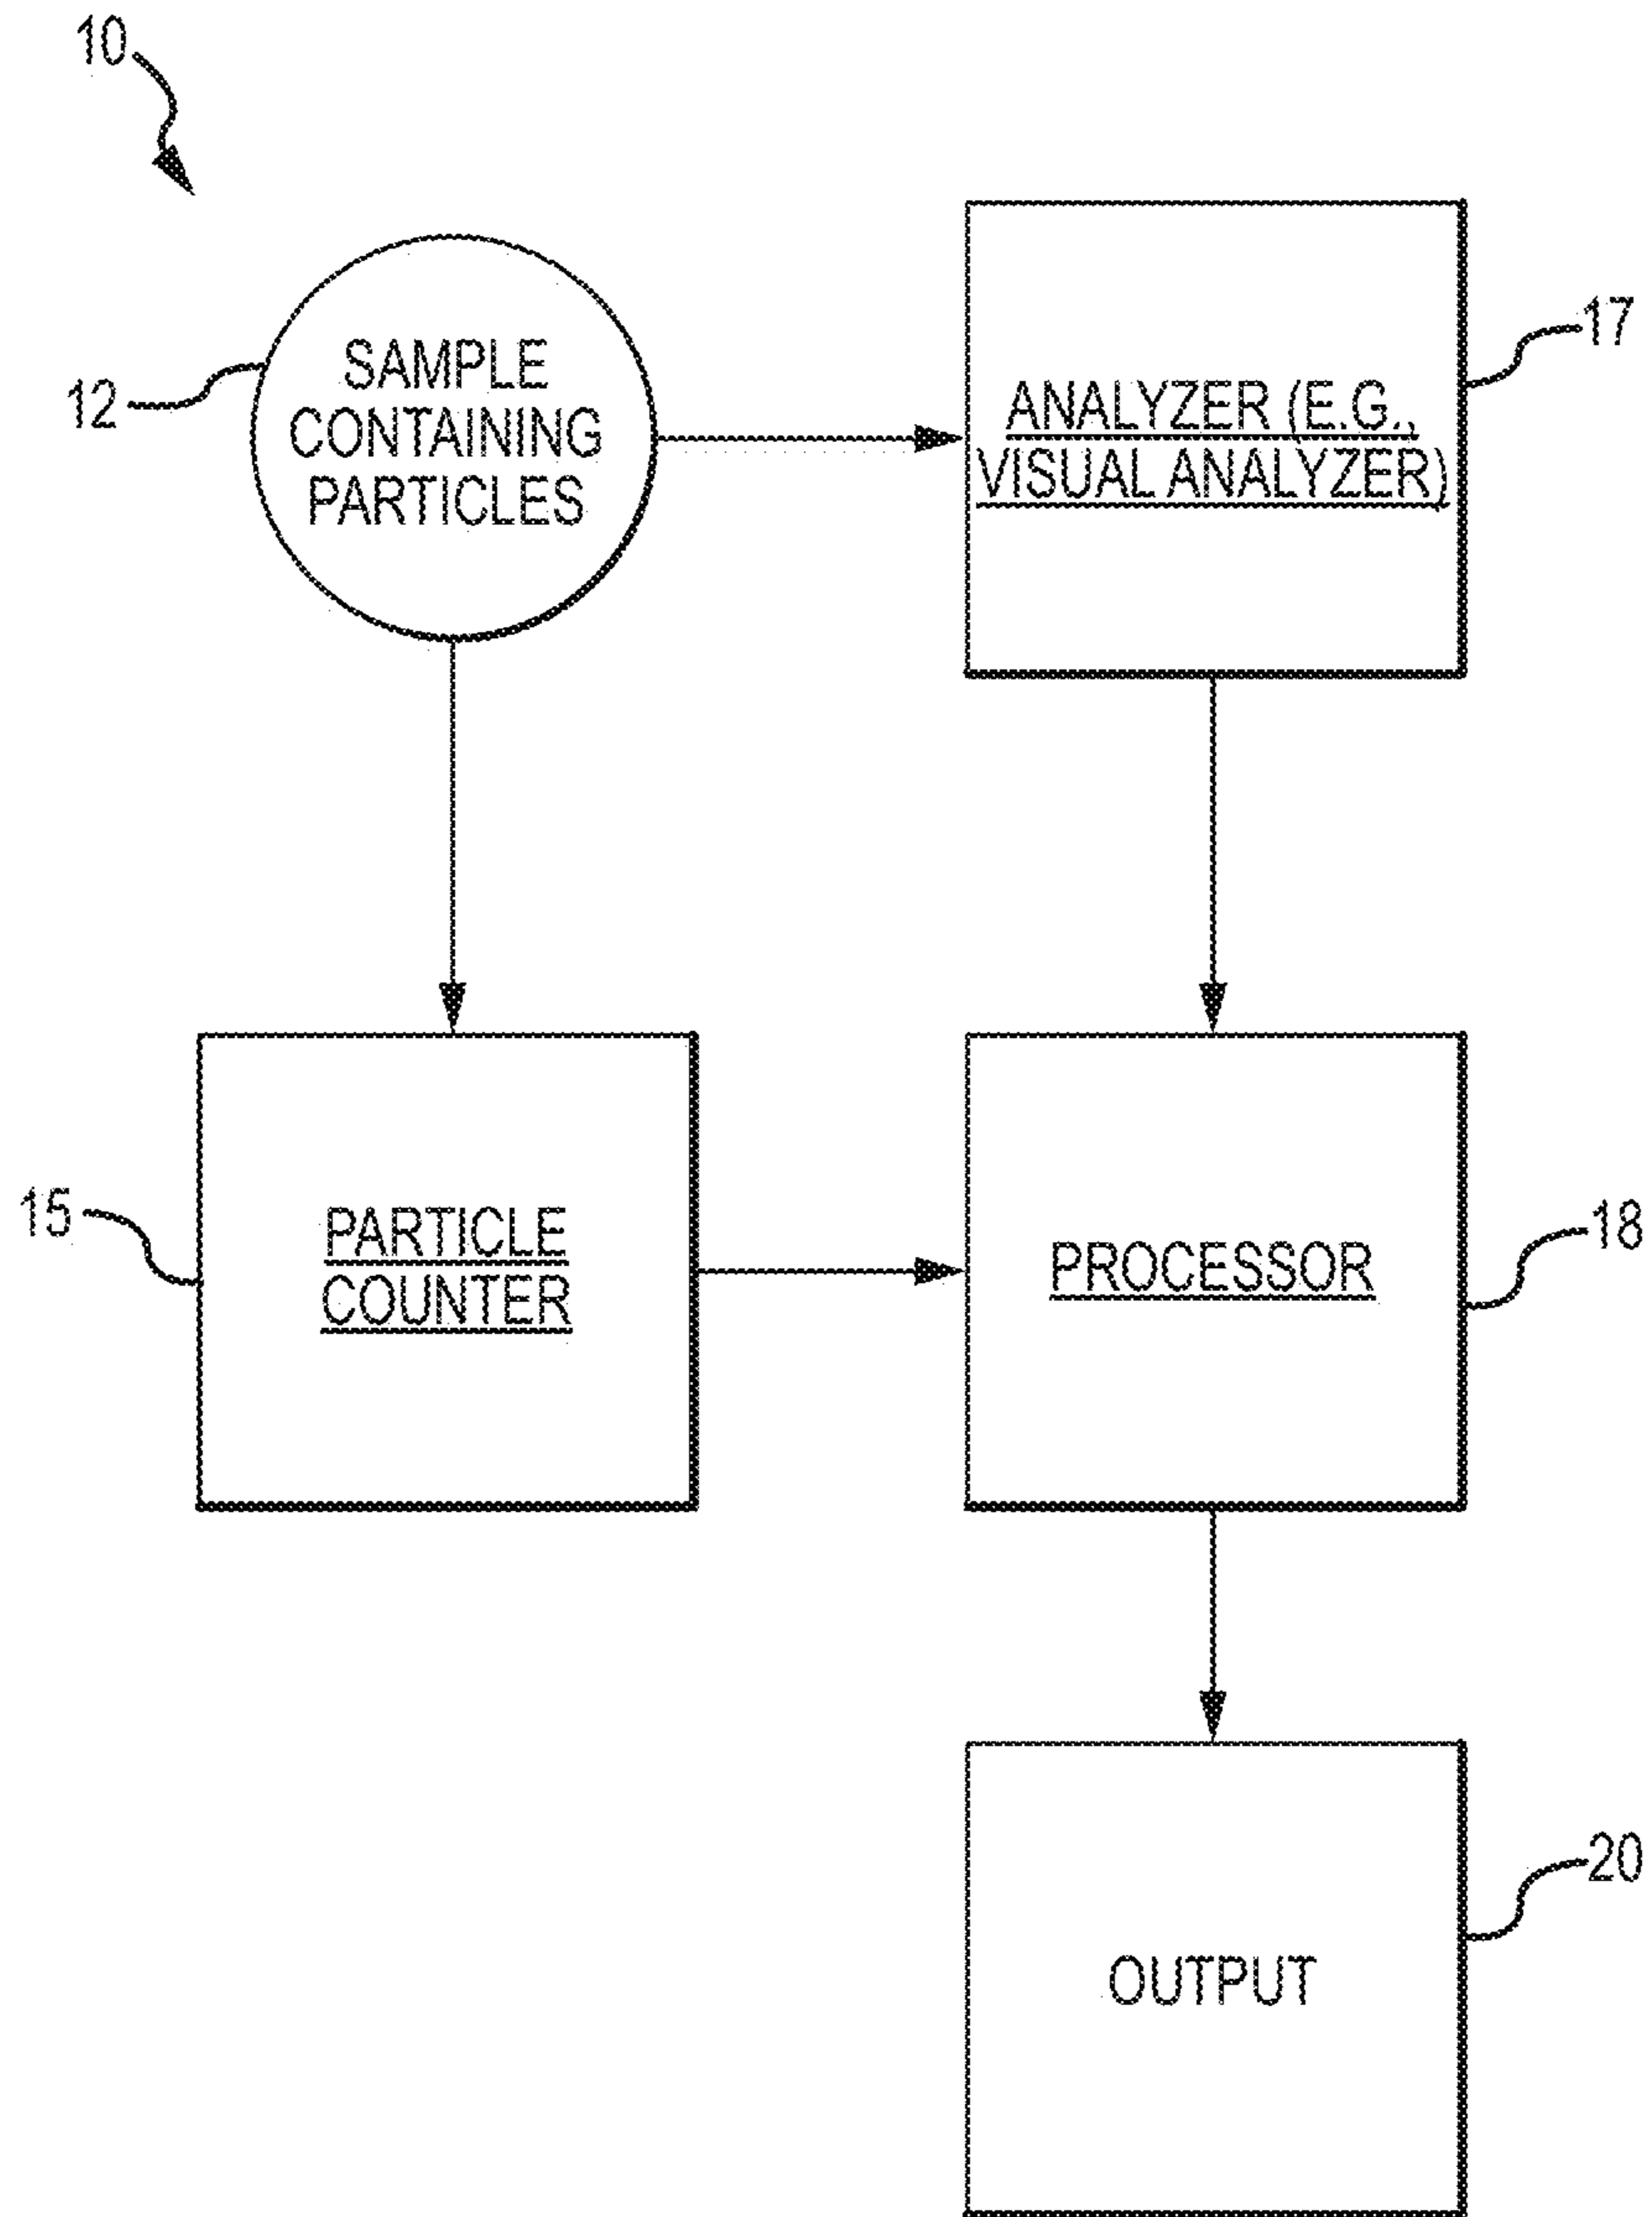 10
12
SAMPLE
CONTAINING
PARTICLES
ANALYZER (E.G.,
VISUAL ANALYZER)
17
15
PARTICLE
COUNTER
PROCESSOR
18
OUTPUT
20